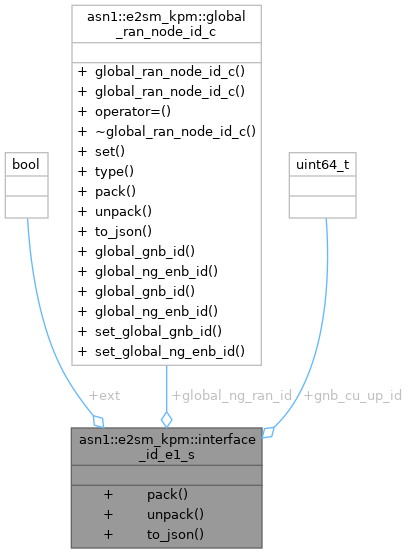 asn1::e2sm_kpm::global
_ran_node_id_c
+ global_ran_node_id_c()
+ global_ran_node_id_c()
+ operator=()
+ ~global_ran_node_id_c()
+ set()
+ type()
+ pack()
+ unpack()
+ to_json()
+ global_gnb_id()
+ global_ng_enb_id()
+ global_gnb_id()
+ global_ng_enb_id()
+ set_global_gnb_id()
+ set_global_ng_enb_id()
bool
uint64_t
+ext
+global_ng_ran_id
+gnb_cu_up_id
asn1::e2sm_kpm::interface
_id_e1_s
+ pack()
+ unpack()
+ to_json()